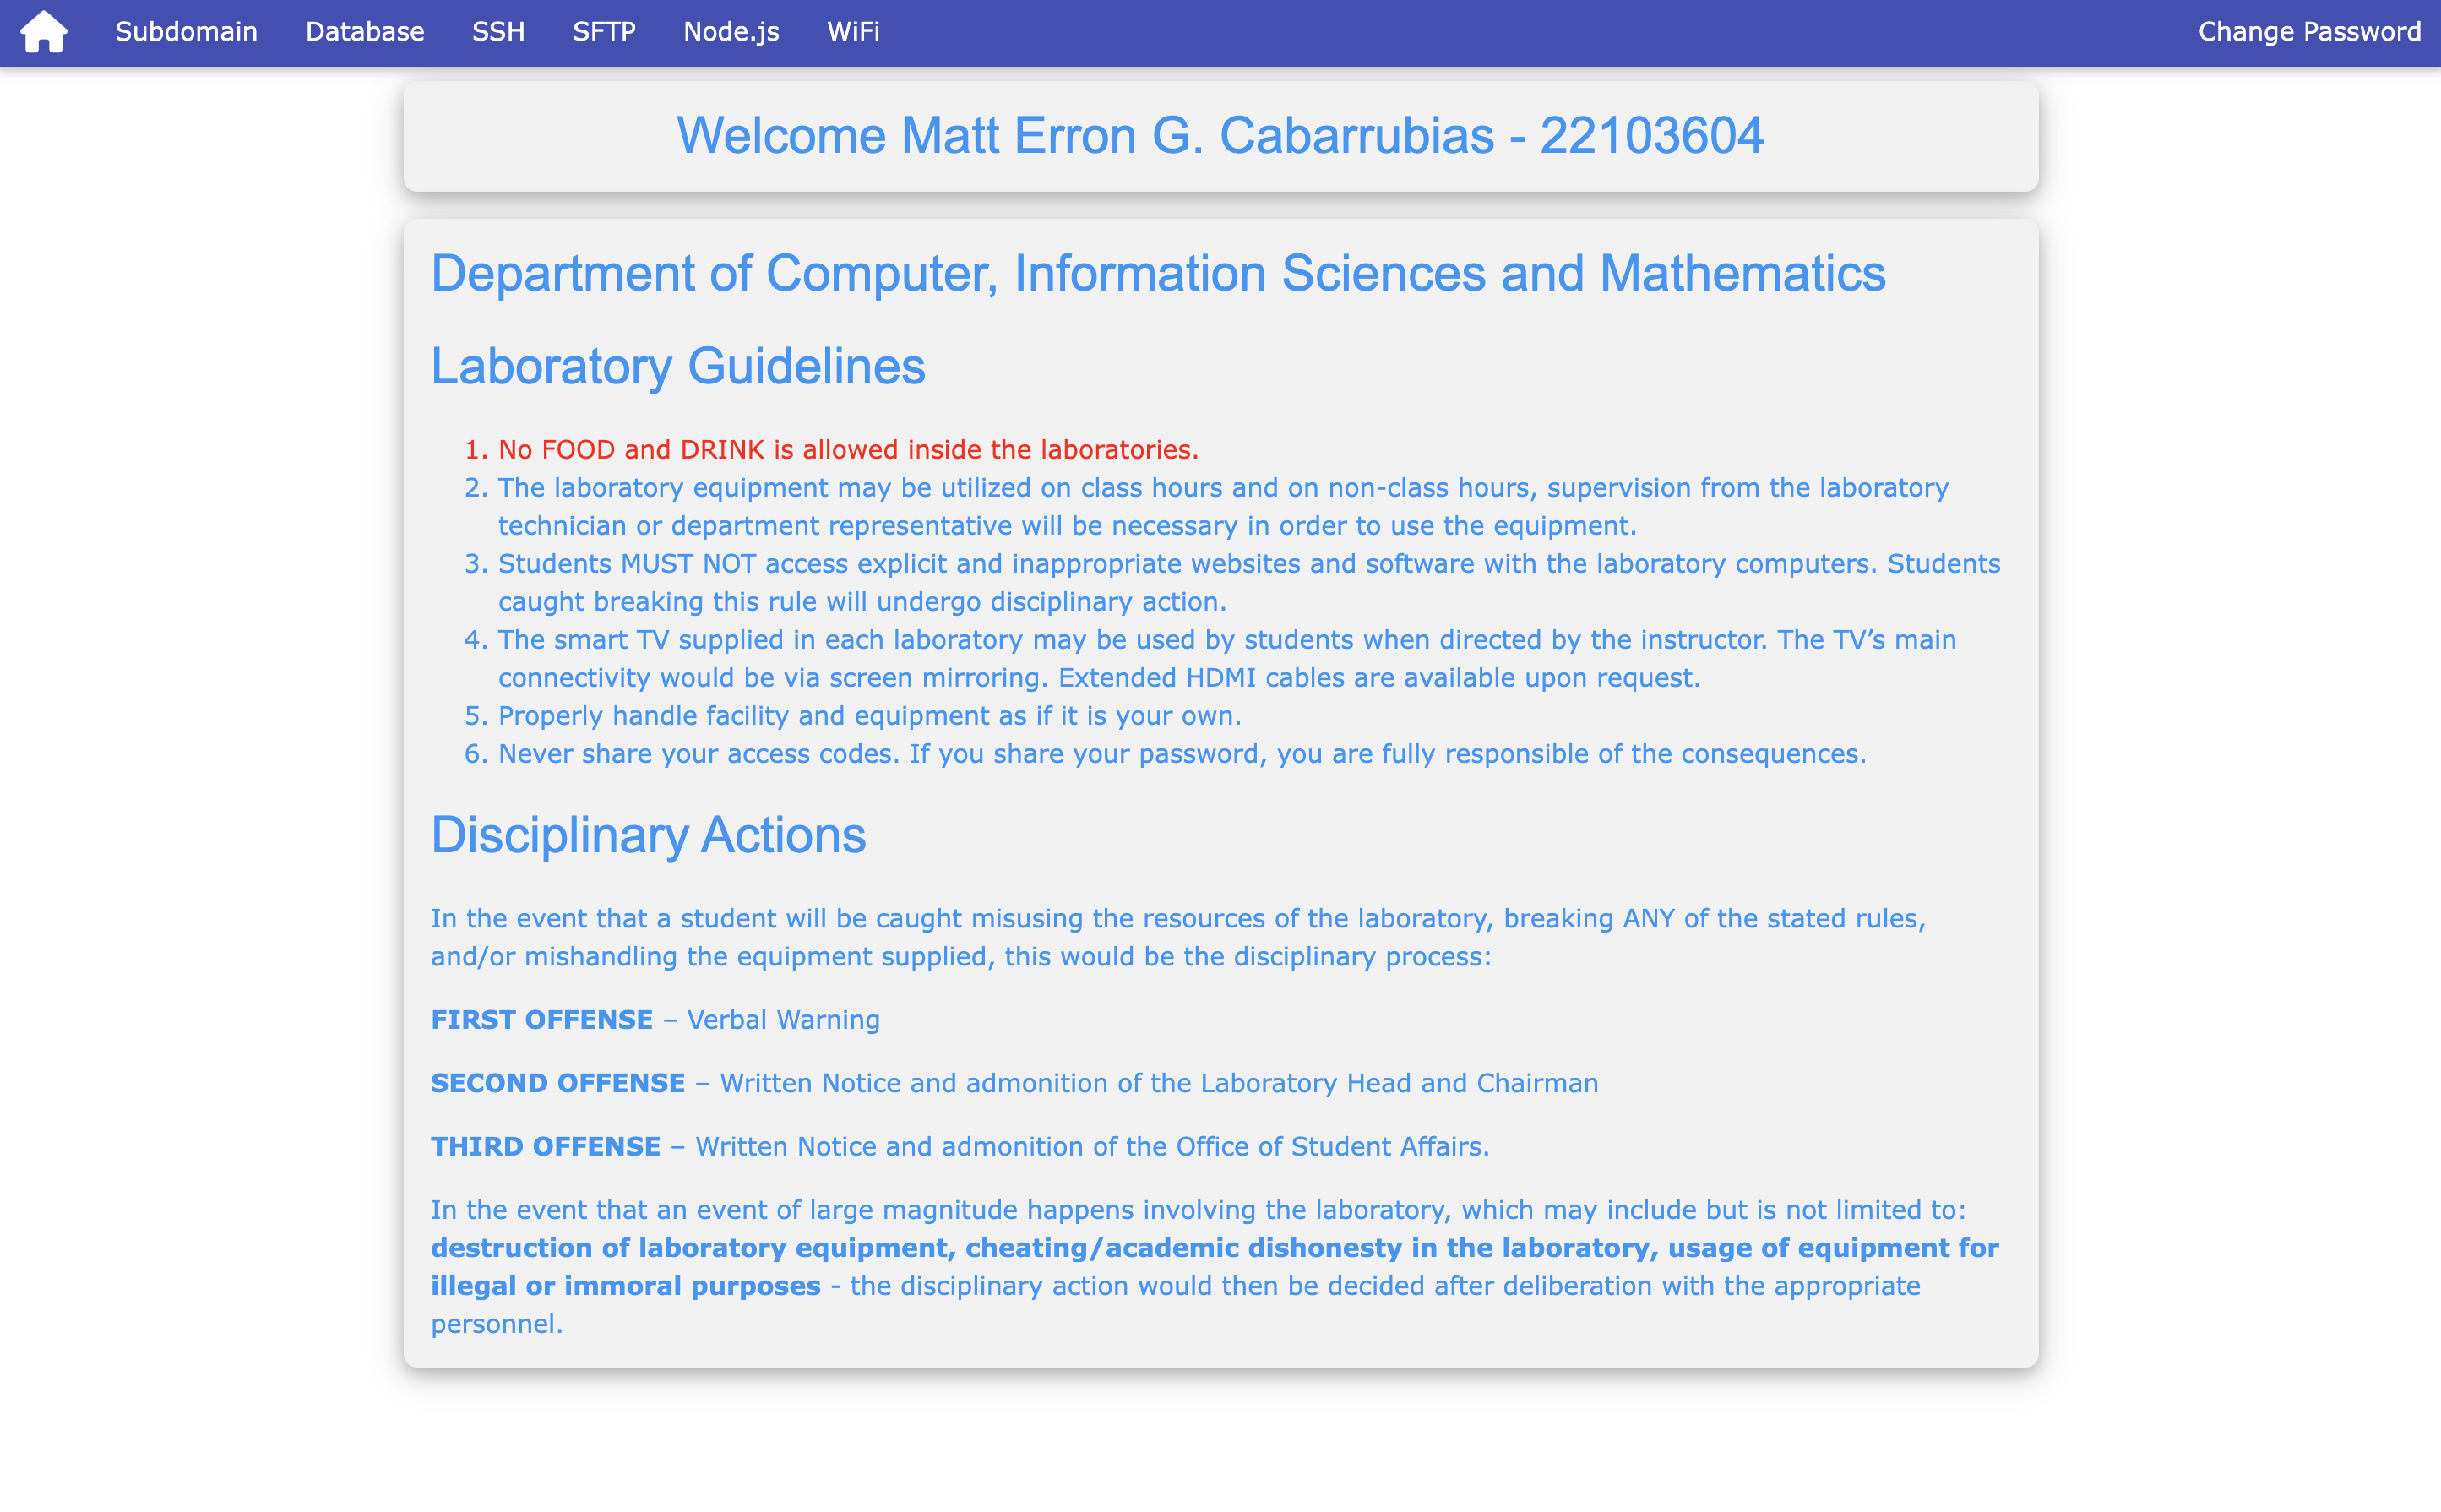 Subdomain Database SSH SFTP Node.js WiFi Change Password
Welcome Matt Erron G. Cabarrubias - 22103604
Department of Computer, Information Sciences and Mathematics
Laboratory Guidelines
1. No FOOD and DRINK is allowed inside the laboratories.
2. The laboratory equipment may be utilized on class hours and on non-class hours, supervision from the laboratory
technician or department representative will be necessary in order to use the equipment.
3. Students MUST NOT access explicit and inappropriate websites and software with the laboratory computers. Students
caught breaking this rule will undergo disciplinary action.
4. The smart TV supplied in each laboratory may be used by students when directed by the instructor. The TV’s main
connectivity would be via screen mirroring. Extended HDMI cables are available upon request.
5. Properly handle facility and equipment as if it is your own.
6. Never share your access codes. If you share your password, you are fully responsible of the consequences.
Disciplinary Actions
In the event that a student will be caught misusing the resources of the laboratory, breaking ANY of the stated rules,
and/or mishandling the equipment supplied, this would be the disciplinary process:
FIRST OFFENSE – Verbal Warning
SECOND OFFENSE – Written Notice and admonition of the Laboratory Head and Chairman
THIRD OFFENSE – Written Notice and admonition of the Office of Student Affairs.
In the event that an event of large magnitude happens involving the laboratory, which may include but is not limited to:
destruction of laboratory equipment, cheating/academic dishonesty in the laboratory, usage of equipment for
illegal or immoral purposes - the disciplinary action would then be decided after deliberation with the appropriate
personnel.